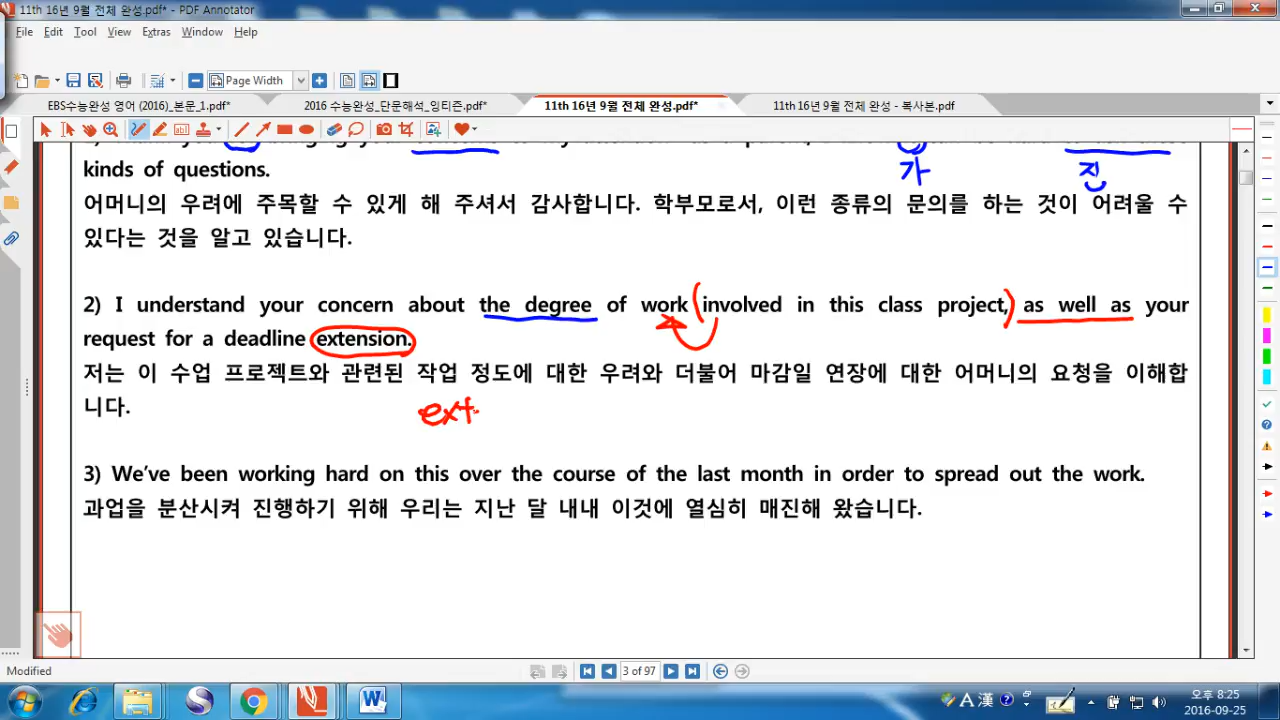 11th 16년 9월 전체 완성.pdf* - PDF Annotator
File Edit Tool View Extras Window Help
Page Width
EBS수능완성 영어 (2016)_본문_1.pdf* 2016 수능완성_단문해석_잉티즌.pdf* 11th 16년 9월 전체 완성.pdf* 11th 16년 9월 전체 완성 - 복사본.pdf
kinds of questions.
가 진
어머니의 우려에 주목할 수 있게 해 주셔서 감사합니다. 학부모로서, 이런 종류의 문의를 하는 것이 어려울 수
있다는 것을 알고 있습니다.
2) I understand your concern about the degree of work (involved in this class project,) as well as your
request for a deadline extension.
저는 이 수업 프로젝트와 관련된 작업 정도에 대한 우려와 더불어 마감일 연장에 대한 어머니의 요청을 이해합
니다.
ext
3) We've been working hard on this over the course of the last month in order to spread out the work.
과업을 분산시켜 진행하기 위해 우리는 지난 달 내내 이것에 열심히 매진해 왔습니다.
Modified
3 of 97
A 漢
오후 8:25
2016-09-25